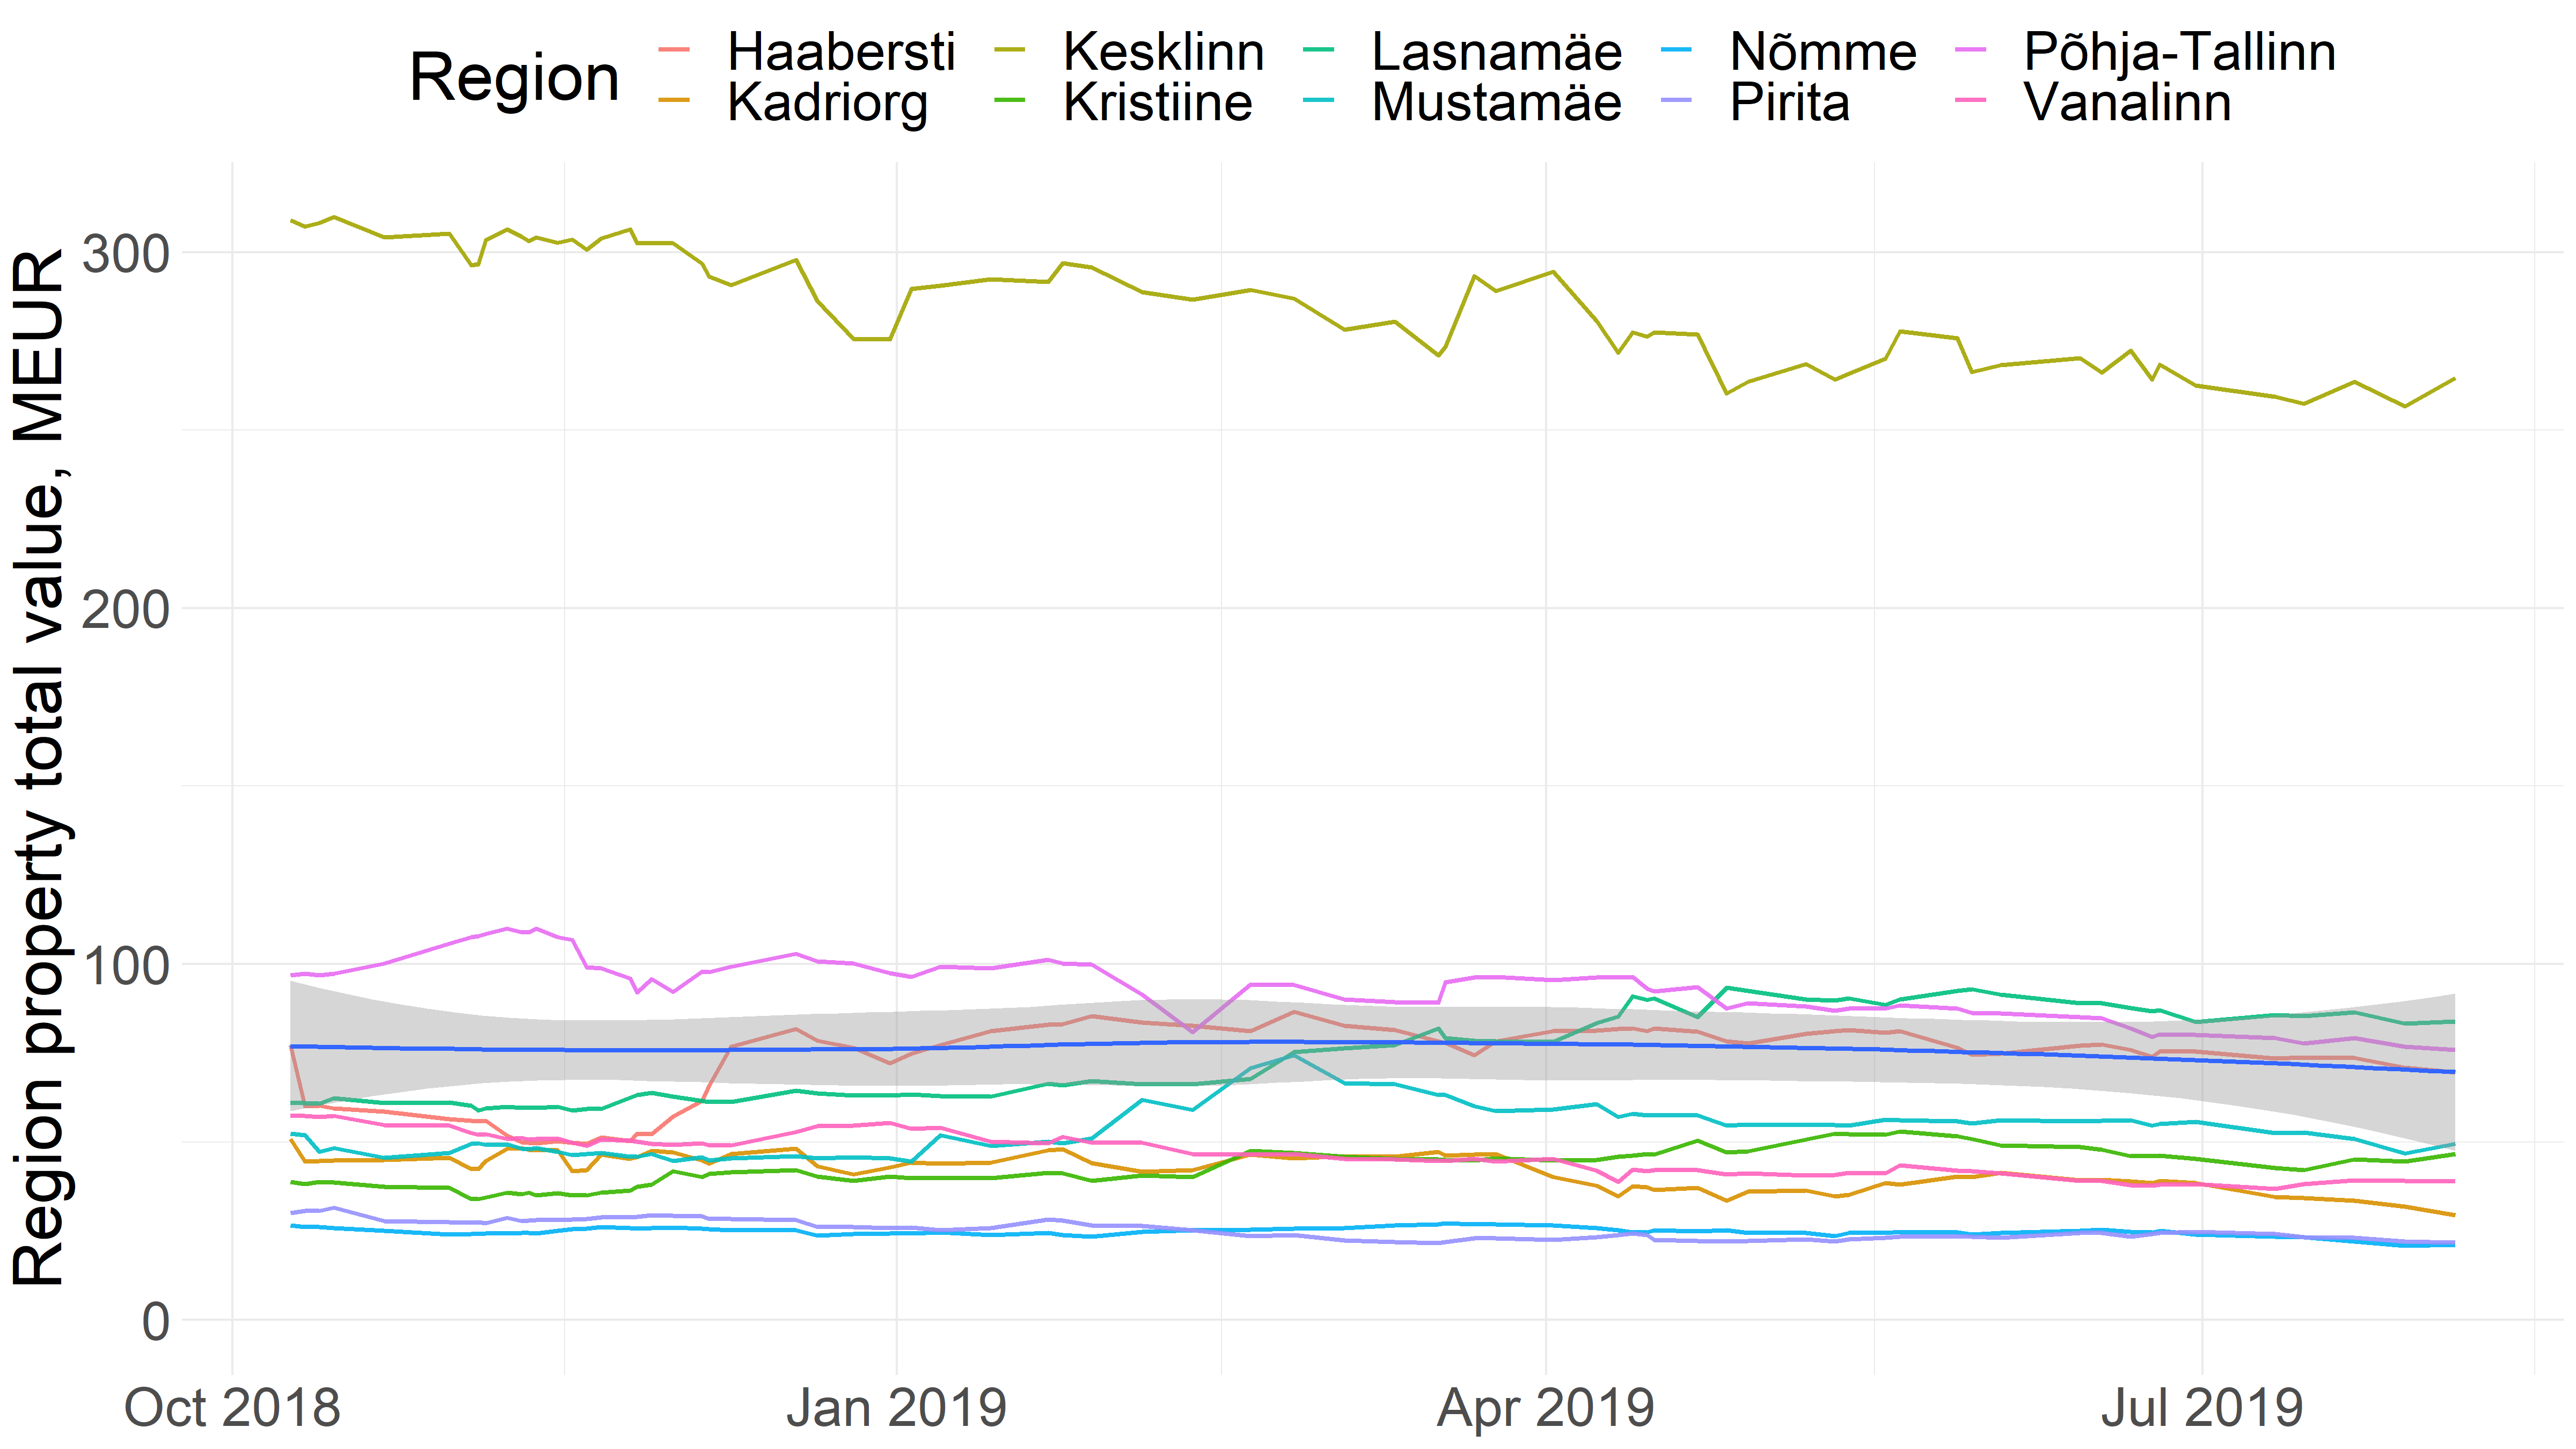 Region
Haabersti Kesklinn Lasnamäe Nõmme Põhja-Tallinn
Kadriorg Kristiine Mustamäe Pirita Vanalinn
Region property total value, MEUR
300
200
100
0
Oct 2018 Jan 2019 Apr 2019 Jul 2019